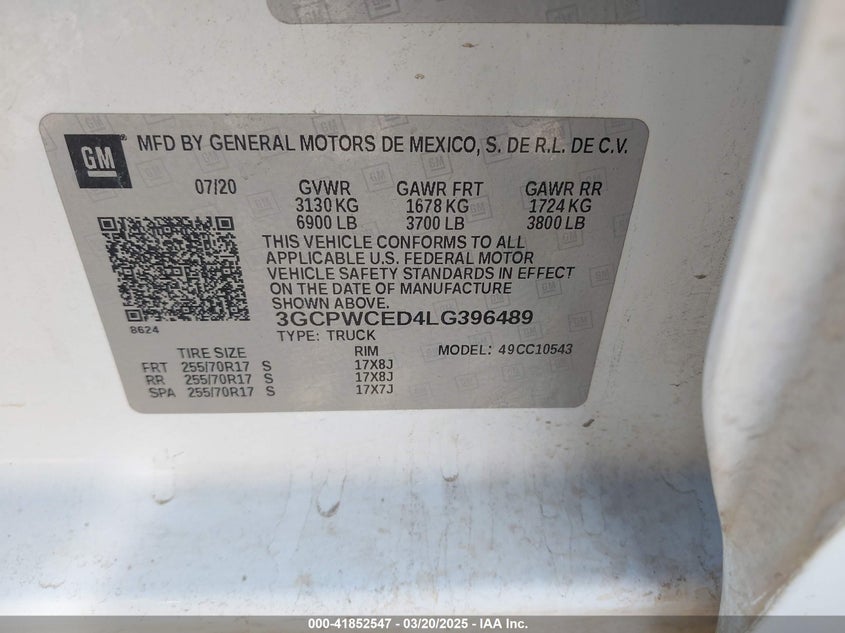 GM
MFD BY GENERAL MOTORS DE MEXICO, S. DE R.L. DE C.V.
07/20 GVWR GAWR FRT GAWR RR
3130 KG 1678 KG 1724 KG
6900 LB 3700 LB 3800 LB
THIS VEHICLE CONFORMS TO ALL
APPLICABLE U.S. FEDERAL MOTOR
VEHICLE SAFETY STANDARDS IN EFFECT
ON THE DATE OF MANUFACTURE
SHOWN ABOVE.
8624
3GCPWCED4LG396489
TYPE: TRUCK
TIRE SIZE RIM MODEL: 49CC10543
FRT 255/70R17 S 17X8J
RR 255/70R17 S 17X8J
SPA 255/70R17 S 17X7J
000-41852547 - 03/20/2025 - IAA Inc.